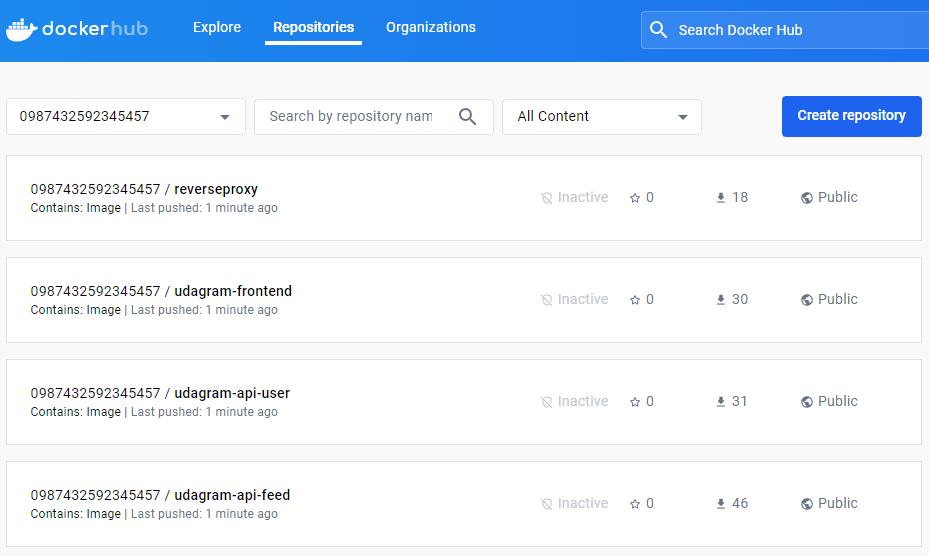 dockerhub Explore Repositories Organizations Search Docker Hub
0987432592345457 Search by repository nam All Content Create repository
0987432592345457 / reverseproxy
Contains: Image | Last pushed: 1 minute ago
Inactive 0 18 Public
0987432592345457 / udagram-frontend
Contains: Image | Last pushed: 1 minute ago
Inactive 0 30 Public
0987432592345457 / udagram-api-user
Contains: Image | Last pushed: 1 minute ago
Inactive 0 31 Public
0987432592345457 / udagram-api-feed
Contains: Image | Last pushed: 1 minute ago
Inactive 0 46 Public